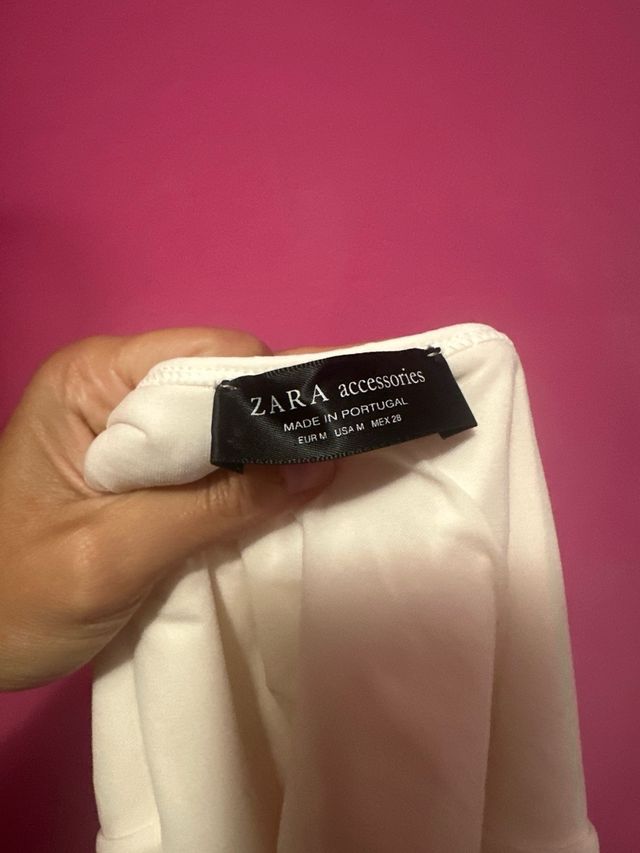 ZARA accessories
MADE IN PORTUGAL
EUR M USA M MEX 28